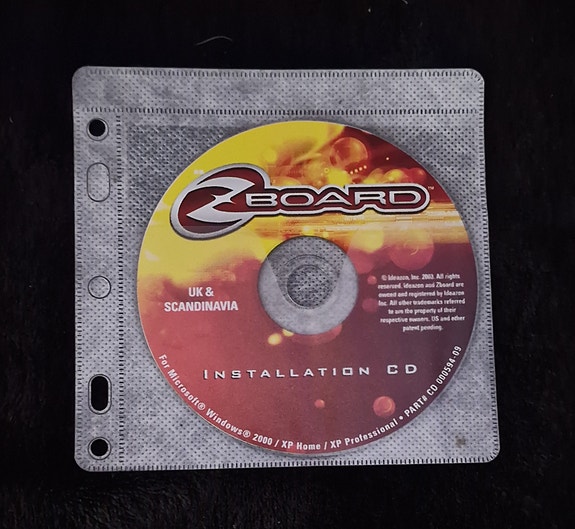 ZBOARD™
UK &
SCANDINAVIA
© Ideazon, Inc. 2003. All rights
reserved, Ideazon and Zboard are
owned and registered by Ideazon
Inc. All other trademarks referred
to are the property of their
respective owners. US and other
patent pending.
INSTALLATION CD
For Microsoft® Windows® 2000 / XP Home / XP Professional • PART# CD 000594-09